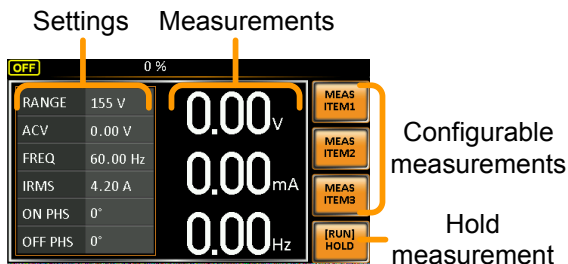 Settings Measurements
OFF 0 %
RANGE 155 V
ACV 0.00 V
FREQ 60.00 Hz
IRMS 4.20 A
ON PHS 0°
OFF PHS 0°
0.00V
0.00mA
0.00Hz
MEAS
ITEM1
MEAS
ITEM2
MEAS
ITEM3
[RUN]
HOLD
Configurable
measurements
Hold
measurement